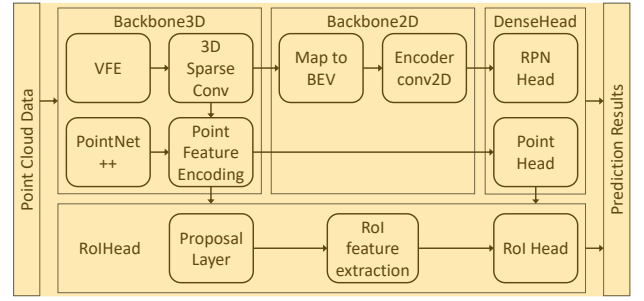 Point Cloud Data
Backbone3D
VFE
3D
Sparse
Conv
PointNet
++
Point
Feature
Encoding
Backbone2D
Map to
BEV
Encoder
conv2D
DenseHead
RPN
Head
Point
Head
RoIHead
Proposal
Layer
RoI
feature
extraction
RoI Head
Prediction Results